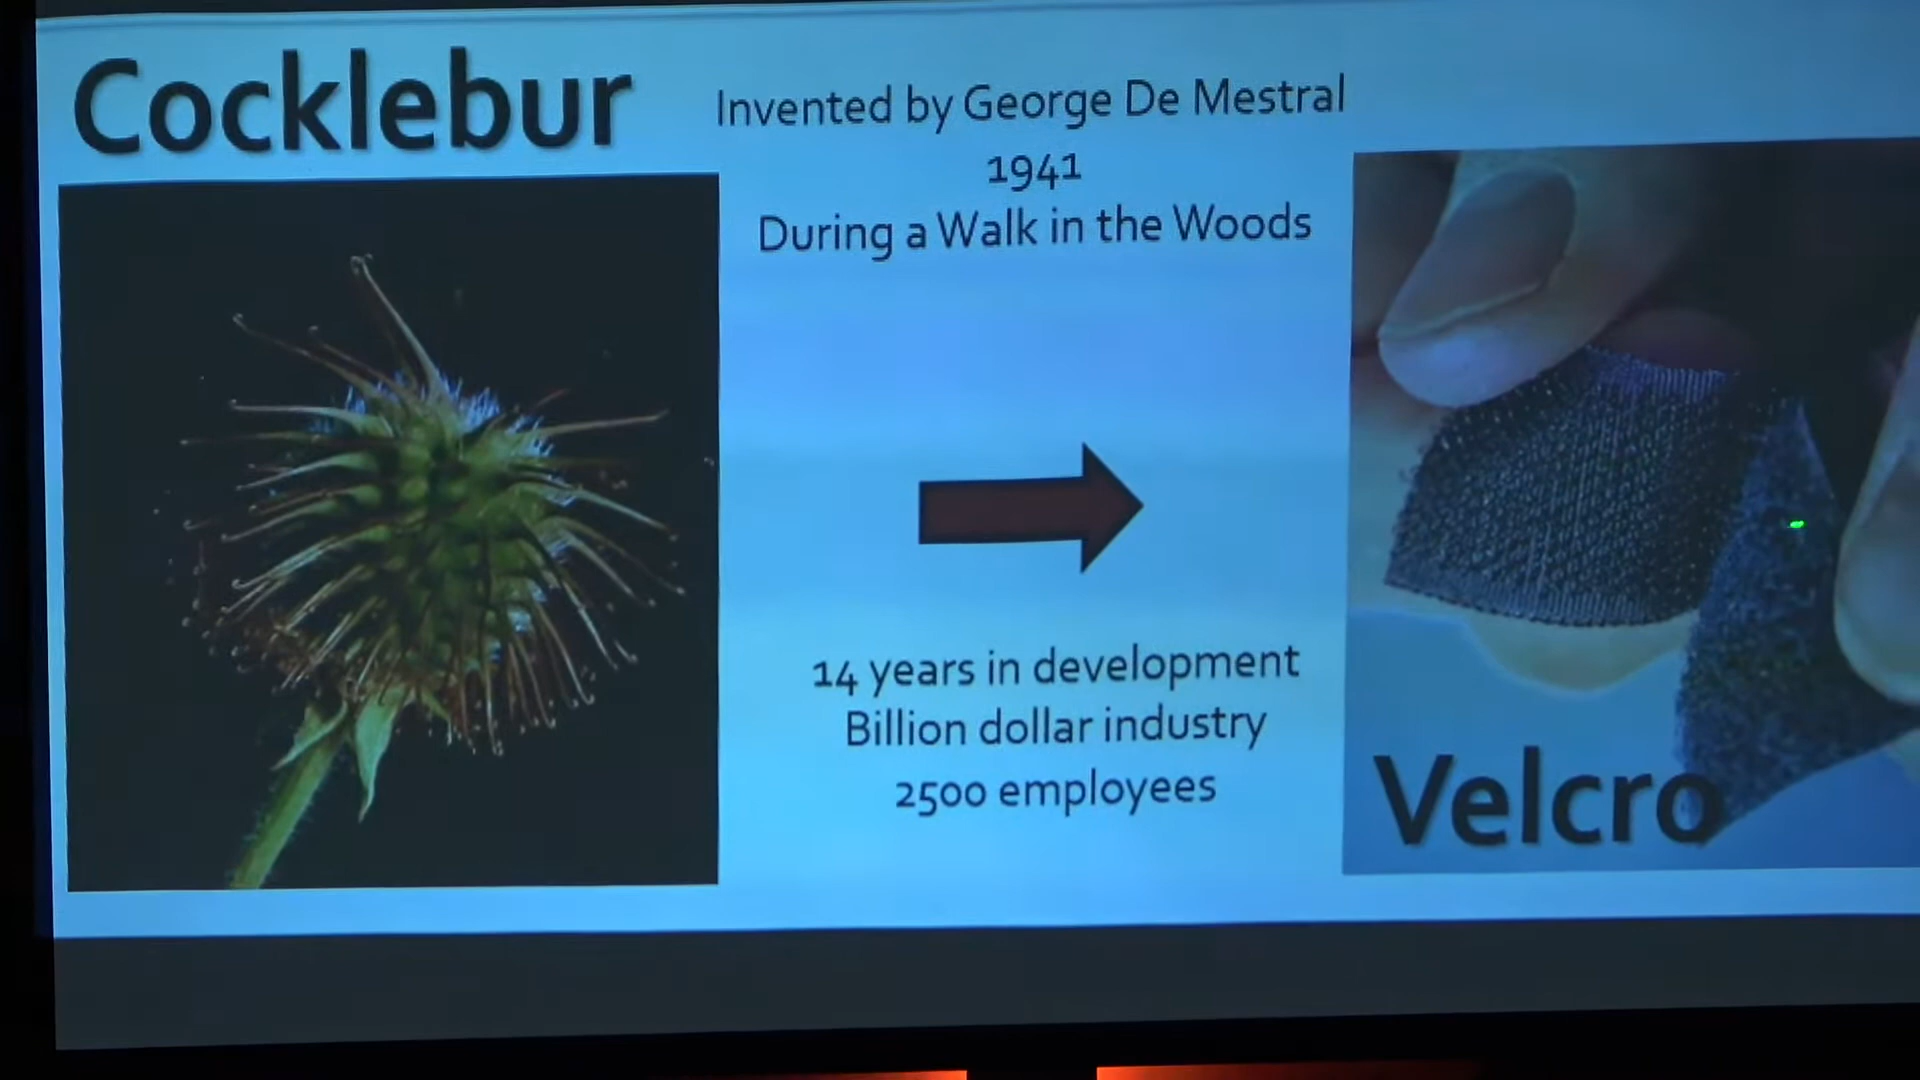 Cocklebur
Invented by George De Mestral
1941
During a Walk in the Woods
14 years in development
Billion dollar industry
2500 employees
Velcro